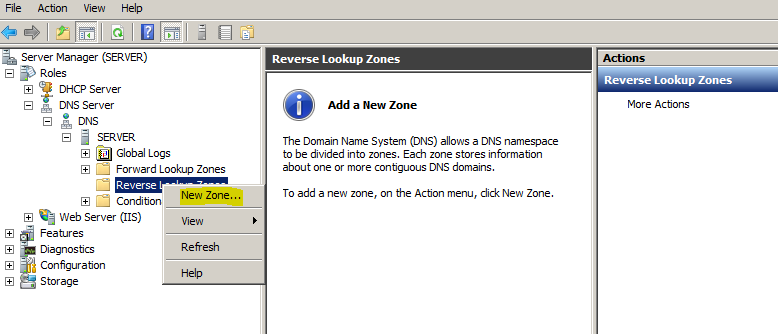 File Action View Help
Server Manager (SERVER)
Roles
DHCP Server
DNS Server
DNS
SERVER
Global Logs
Forward Lookup Zones
Reverse Lookup Zones
Condition
Web Server (IIS)
Features
Diagnostics
Configuration
Storage
New Zone...
View
Refresh
Help
Reverse Lookup Zones
Add a New Zone
The Domain Name System (DNS) allows a DNS namespace
to be divided into zones. Each zone stores information
about one or more contiguous DNS domains.
To add a new zone, on the Action menu, click New Zone.
Actions
Reverse Lookup Zones
More Actions